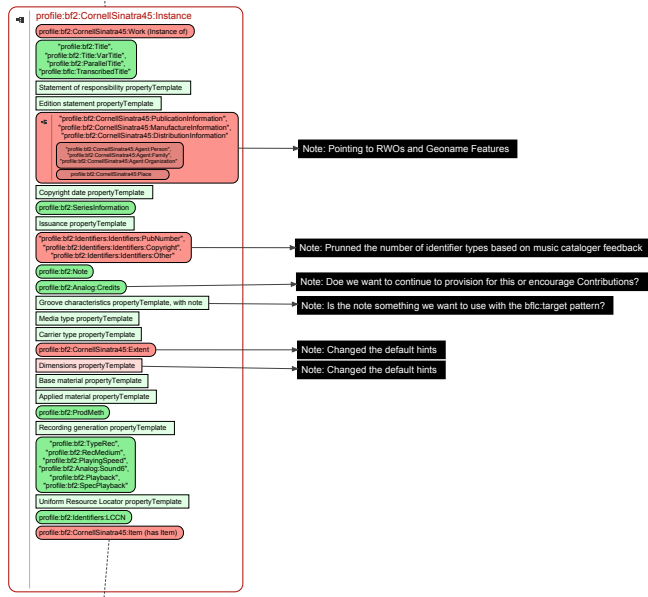 profile:bf2:CornellSinatra45:Instance
profile:bf2:CornellSinatra45:Work (Instance of)
"profile:bf2:Title",
"profile:bf2:Title:VarTitle",
"profile:bf2:ParallelTitle",
"profile:bflc:TranscribedTitle"
Statement of responsibility propertyTemplate
Edition statement propertyTemplate
"profile:bf2:CornellSinatra45:PublicationInformation",
"profile:bf2:CornellSinatra45:ManufactureInformation",
"profile:bf2:CornellSinatra45:DistributionInformation"
"profile:bf2:CornellSinatra45:Agent:Person",
"profile:bf2:CornellSinatra45:Agent:Family",
"profile:bf2:CornellSinatra45:Agent:Organization"
profile:bf2:CornellSinatra45:Place
Note: Pointing to RWOs and Geoname Features
Copyright date propertyTemplate
profile:bf2:SeriesInformation
Issuance propertyTemplate
"profile:bf2:Identifiers:Identifiers:PubNumber",
"profile:bf2:Identifiers:Identifiers:Copyright",
"profile:bf2:Identifiers:Identifiers:Other"
Note: Prunned the number of identifier types based on music cataloger feedback
profile:bf2:Note
profile:bf2:Analog:Credits
Note: Doe we want to continue to provision for this or encourage Contributions?
Groove characteristics propertyTemplate, with note
Note: Is the note something we want to use with the bflc:target pattern?
Media type propertyTemplate
Carrier type propertyTemplate
profile:bf2:CornellSinatra45:Extent
Note: Changed the default hints
Dimensions propertyTemplate
Note: Changed the default hints
Base material propertyTemplate
Applied material propertyTemplate
profile:bf2:ProdMeth
Recording generation propertyTemplate
"profile:bf2:TypeRec",
"profile:bf2:RecMedium",
"profile:bf2:PlayingSpeed",
"profile:bf2:Analog:Sound6",
"profile:bf2:Playback",
"profile:bf2:SpecPlayback"
Uniform Resource Locator propertyTemplate
profile:bf2:Identifiers:LCCN
profile:bf2:CornellSinatra45:Item (has Item)